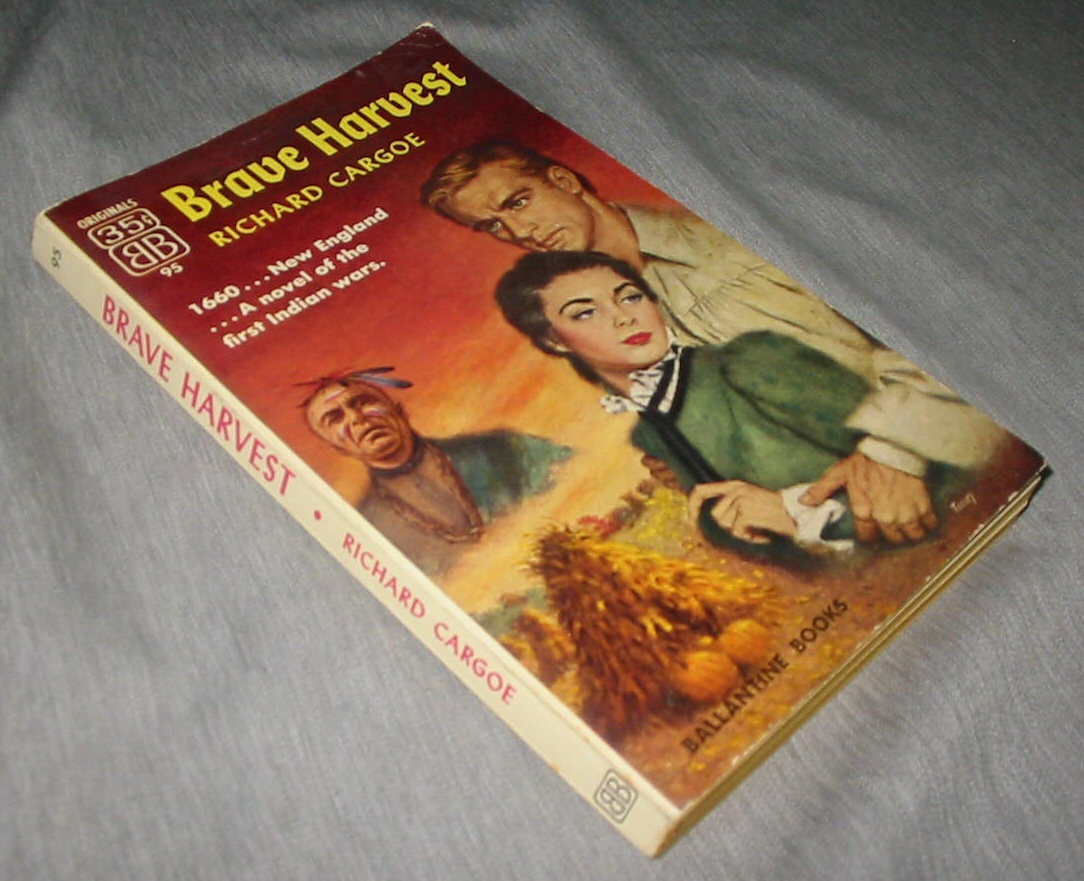 Brave Harvest
RICHARD CARGOE
ORIGINALS
35¢
BB
95
1660...New England
...A novel of the
first Indian wars.
BALLANTINE BOOKS
95
BRAVE HARVEST • RICHARD CARGOE
BB